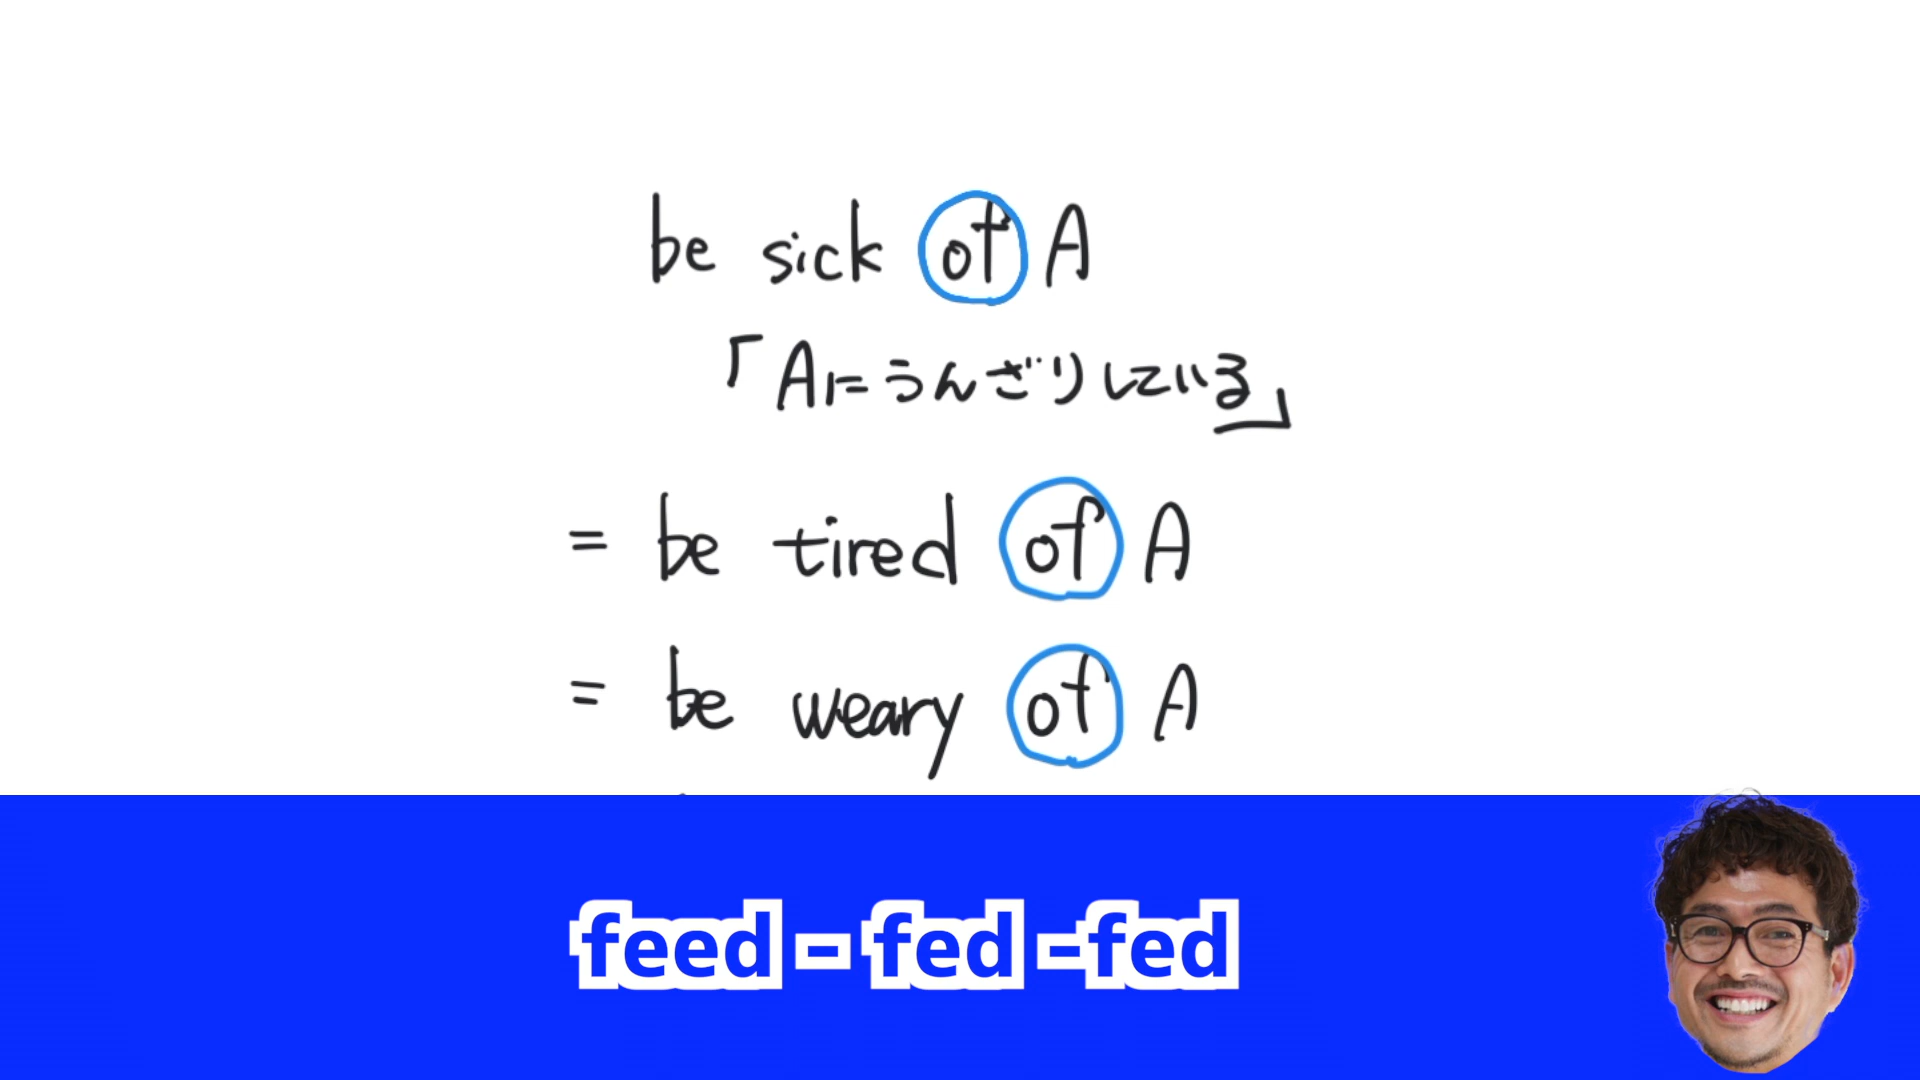 be sick of A
「Aにうんざりしている」
= be tired of A
= be weary of A
feed - fed -fed